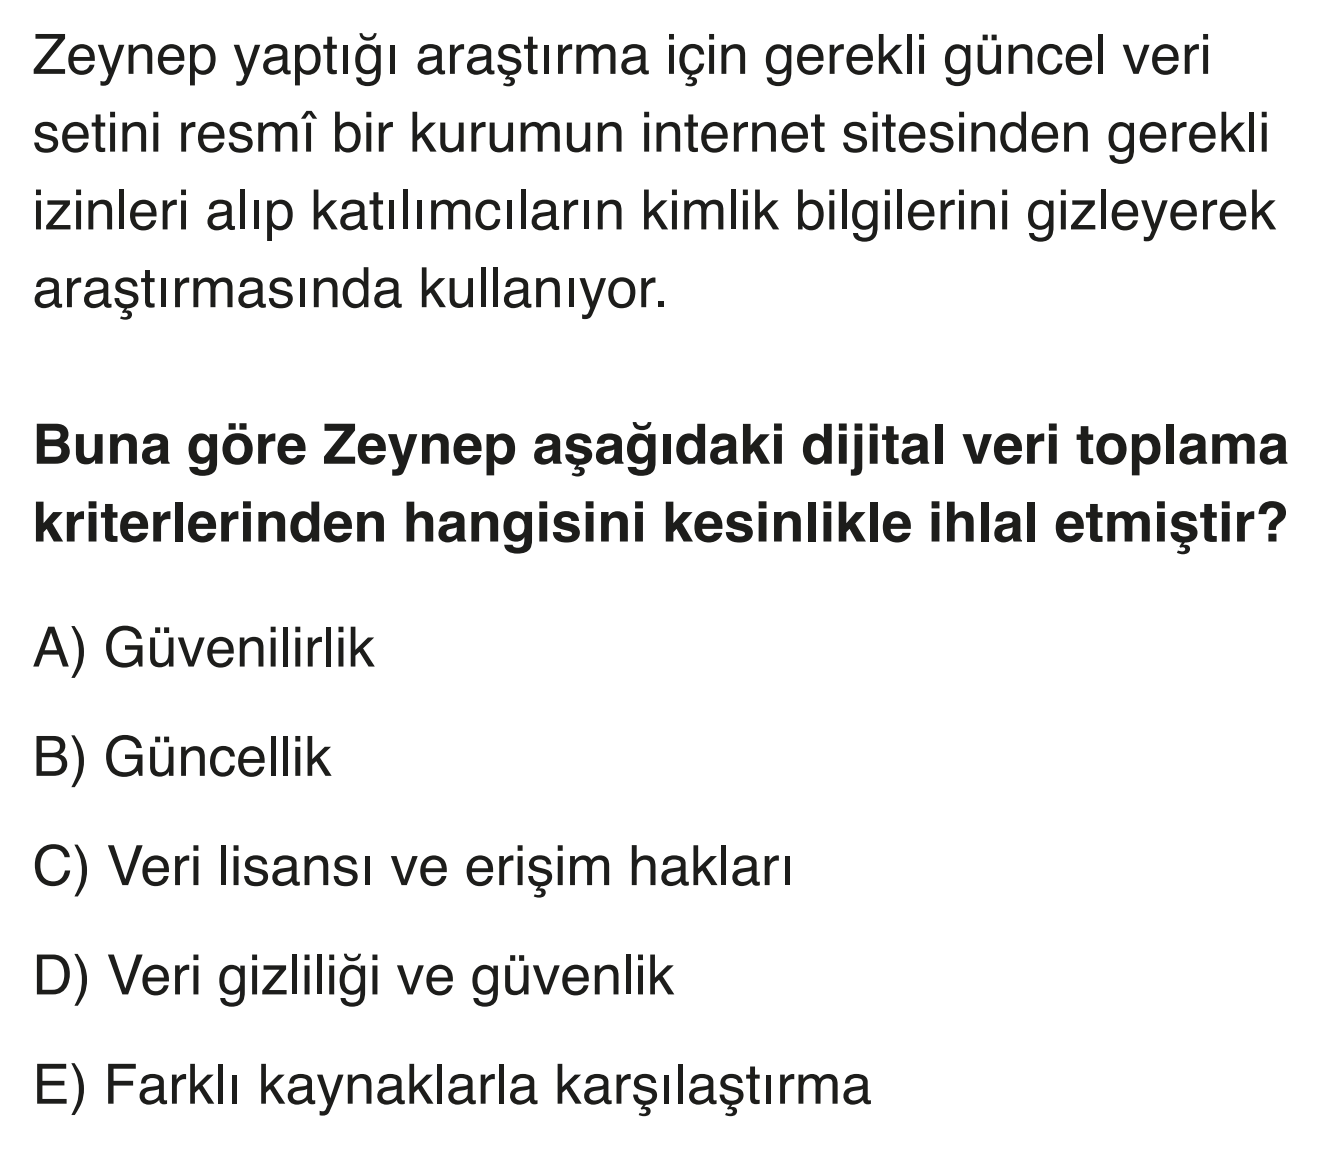 Zeynep yaptığı araştırma için gerekli güncel veri
setini resmî bir kurumun internet sitesinden gerekli
izinleri alıp katılımcıların kimlik bilgilerini gizleyerek
araştırmasında kullanıyor.
Buna göre Zeynep aşağıdaki dijital veri toplama
kriterlerinden hangisini kesinlikle ihlal etmiştir?
A) Güvenilirlik
B) Güncellik
C) Veri lisansı ve erişim hakları
D) Veri gizliliği ve güvenlik
E) Farklı kaynaklarla karşılaştırma